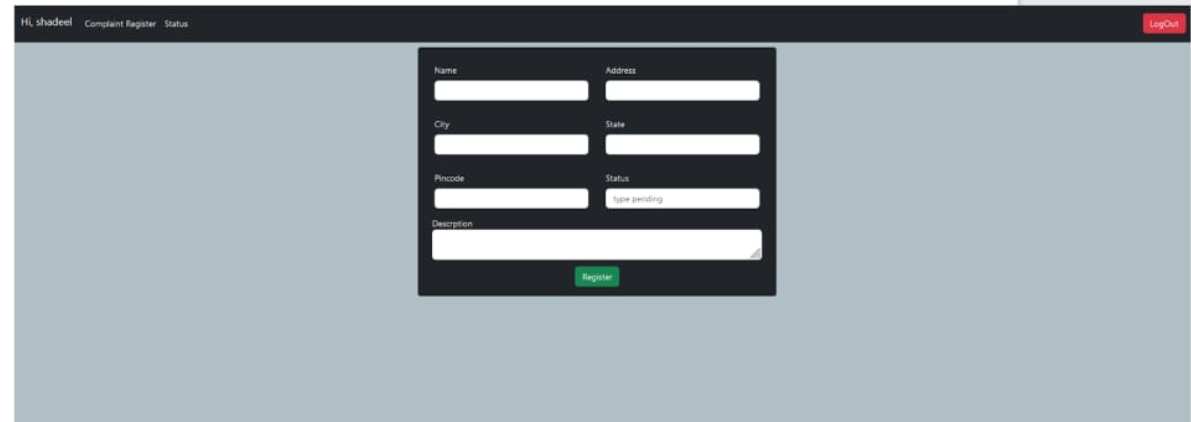 Hi, shadeel Complaint Register Status LogOut
Name Address
City State
Pincode Status
type pending
Descrption
Register